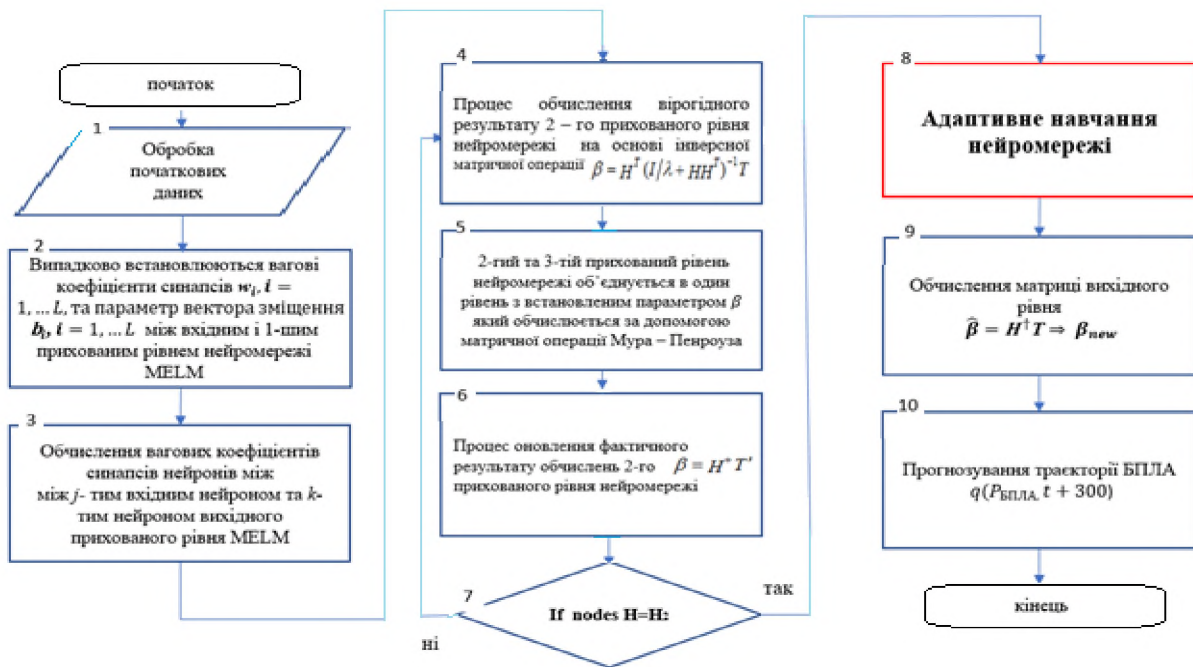 початок
1
Обробка
початкових
даних
2
Випадково встановлюються вагові
коефіцієнти синапсів wᵢ, i =
1, … L, та параметр вектора зміщення
bᵢ, i = 1, … L між вхідним і 1-шим
прихованим рівнем нейромережі
MELM
3
Обчислення вагових коефіцієнтів
синапсів нейронів між
між j- тим вхідним нейроном та k-
тим нейроном вихідного
прихованого рівня MELM
4
Процес обчислення вірогідного
результату 2 – го прихованого рівня
нейромережі на основі інверсної
матричної операції β = Hᵀ (I/λ + HHᵀ)⁻¹T
5
2-гий та 3-тій прихований рівень
нейромережі об`єднується в один
рівень з встановленим параметром β
який обчислюється за допомогою
матричної операції Мура – Пенроуза
6
Процес оновлення фактичного
результату обчислень 2-го β = H⁺T'
прихованого рівня нейромережі
7
If nodes H=H₂
так
ні
8
Адаптивне навчання
нейромережі
9
Обчислення матриці вихідного
рівня
β̂ = H†T ⇒ βnew
10
Прогнозування траєкторії БПЛА
q(PБПЛА, t + 300)
кінець